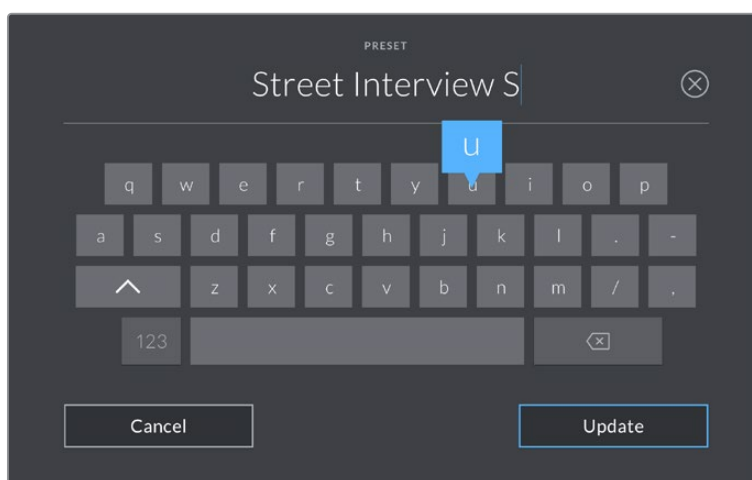 PRESET
Street Interview S
u
q w e r t y u i o p
a s d f g h j k l . -
z x c v b n m / ,
123
Cancel Update